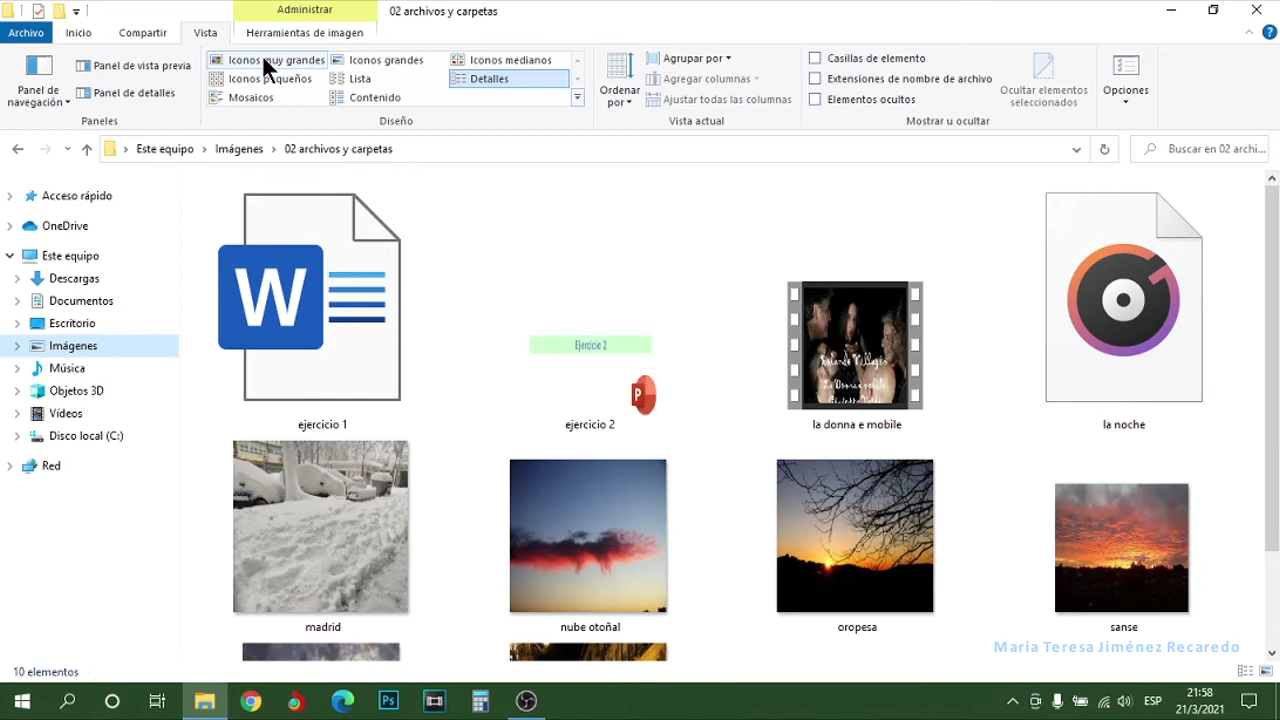 Administrar
02 archivos y carpetas
Archivo
Inicio
Compartir
Vista
Herramientas de imagen
Panel de navegación
Panel de vista previa
Panel de detalles
Paneles
Iconos muy grandes
Iconos grandes
Iconos medianos
Iconos pequeños
Lista
Detalles
Mosaicos
Contenido
Diseño
Ordenar por
Agrupar por
Agregar columnas
Ajustar todas las columnas
Vista actual
Casillas de elemento
Extensiones de nombre de archivo
Elementos ocultos
Ocultar elementos seleccionados
Mostrar u ocultar
Opciones
Este equipo
Imágenes
02 archivos y carpetas
Buscar en 02 archi...
Acceso rápido
OneDrive
Este equipo
Descargas
Documentos
Escritorio
Imágenes
Música
Objetos 3D
Vídeos
Disco local (C:)
Red
W
ejercicio 1
Ejercicio 2
P
ejercicio 2
la donna e mobile
la noche
madrid
nube otoñal
oropesa
sanse
María Teresa Jiménez Recaredo
10 elementos
Ps
ESP
21:58
21/3/2021